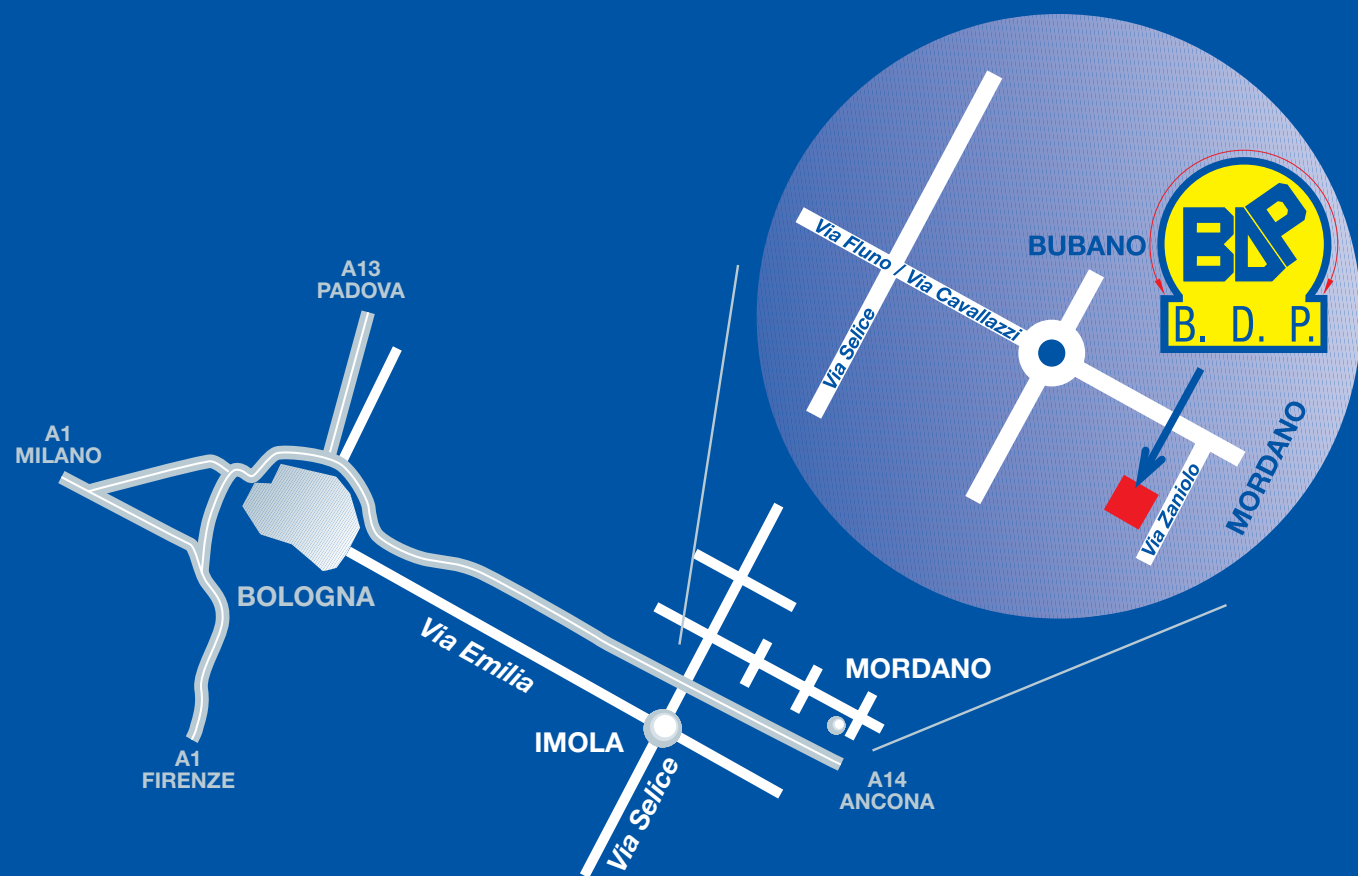 BDP
B. D. P.
BUBANO
Via Fluno / Via Cavallazzi
Via Selice
Via Zaniolo
MORDANO
A13
PADOVA
A1
MILANO
BOLOGNA
Via Emilia
MORDANO
IMOLA
A1
FIRENZE
A14
ANCONA
Via Selice